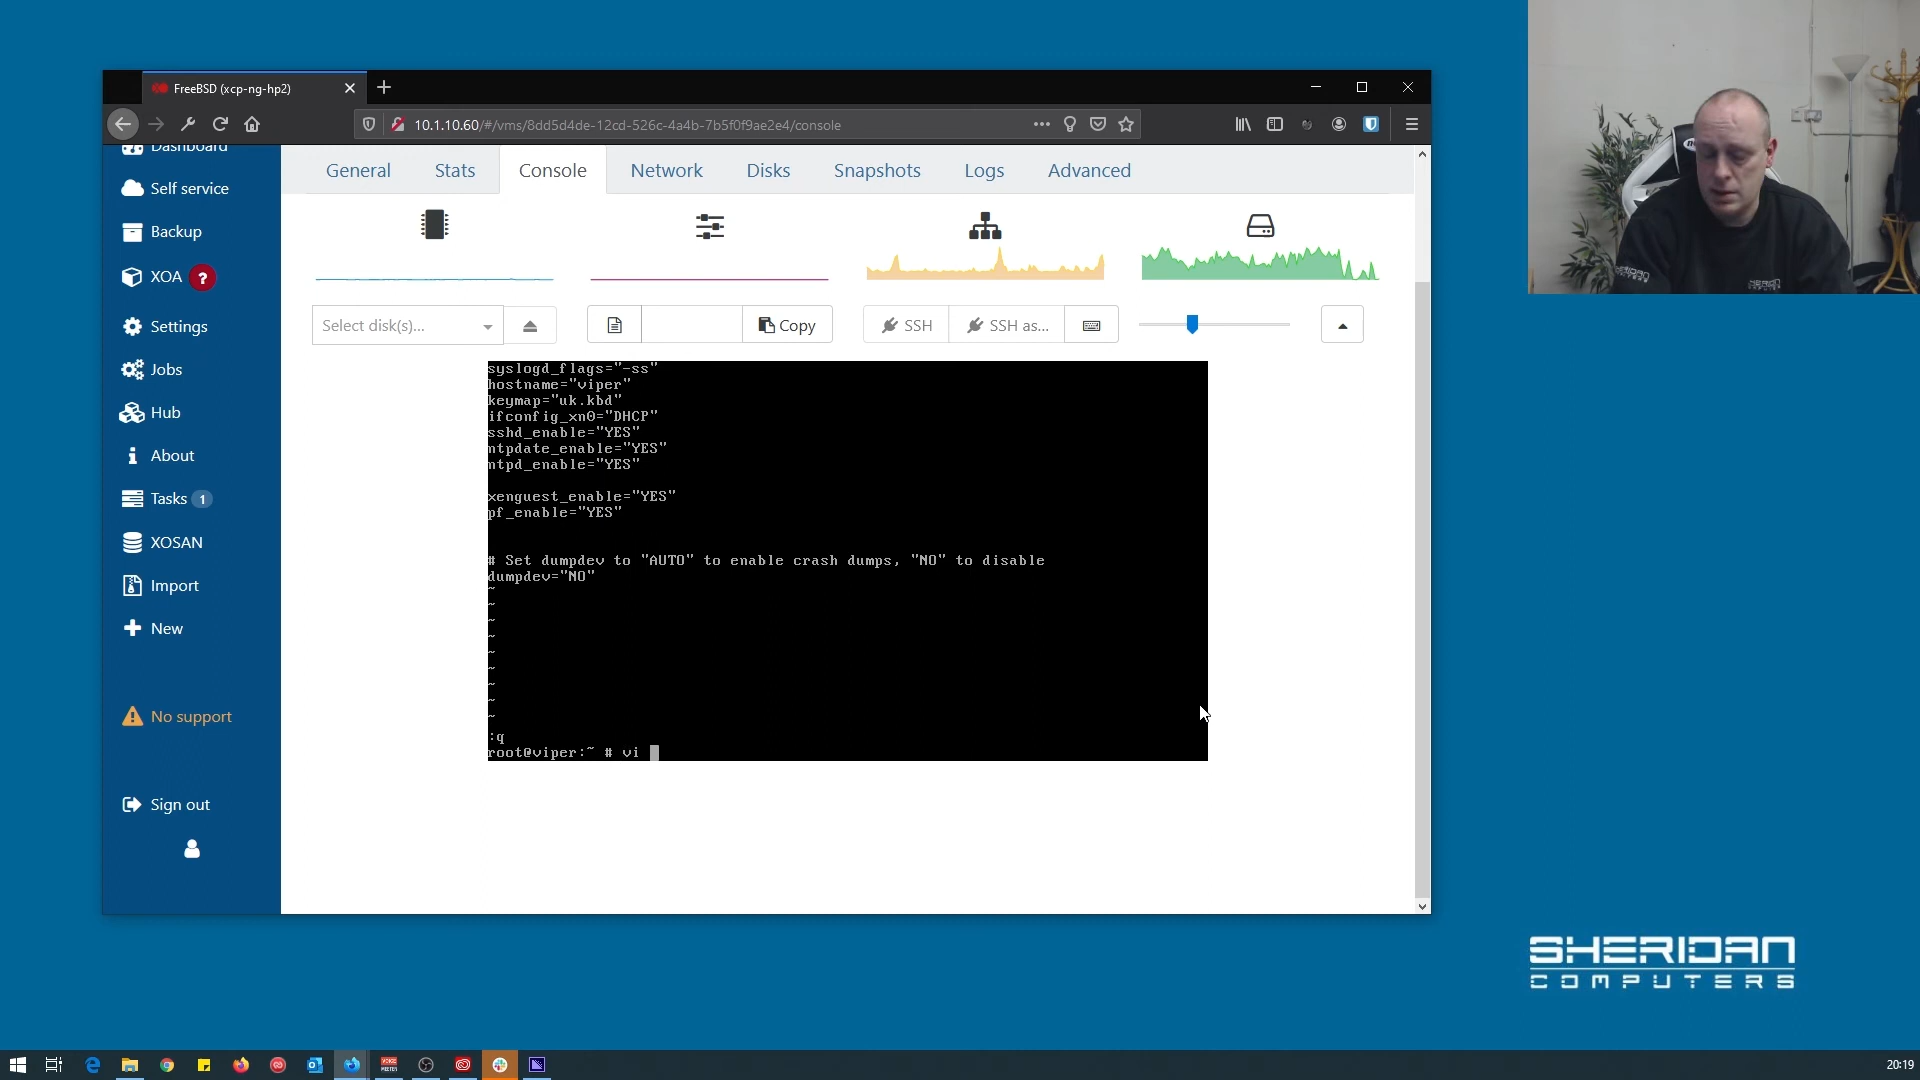 FreeBSD (xcp-ng-hp2)
10.1.10.60/#/vms/8dd5d4de-12cd-526c-4a4b-7b5f0f9ae2e4/console
Dashboard
Self service
Backup
XOA ?
Settings
Jobs
Hub
About
Tasks 1
XOSAN
Import
New
No support
Sign out
General Stats Console Network Disks Snapshots Logs Advanced
Select disk(s)... Copy SSH SSH as...
syslogd_flags="-ss"
hostname="viper"
keymap="uk.kbd"
ifconfig_xn0="DHCP"
sshd_enable="YES"
ntpdate_enable="YES"
ntpd_enable="YES"
xenguest_enable="YES"
pf_enable="YES"
# Set dumpdev to "AUTO" to enable crash dumps, "NO" to disable
dumpdev="NO"
~
~
~
~
~
~
~
~
~
:q
root@viper:~ # vi
SHERIDAN
COMPUTERS
20:19